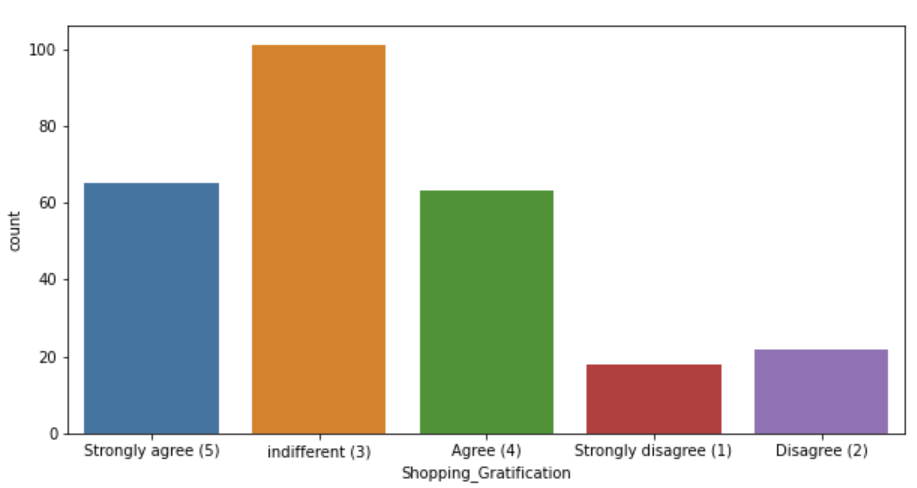 100
80
60
40
20
0
count
Strongly agree (5) indifferent (3) Agree (4) Strongly disagree (1) Disagree (2)
Shopping_Gratification